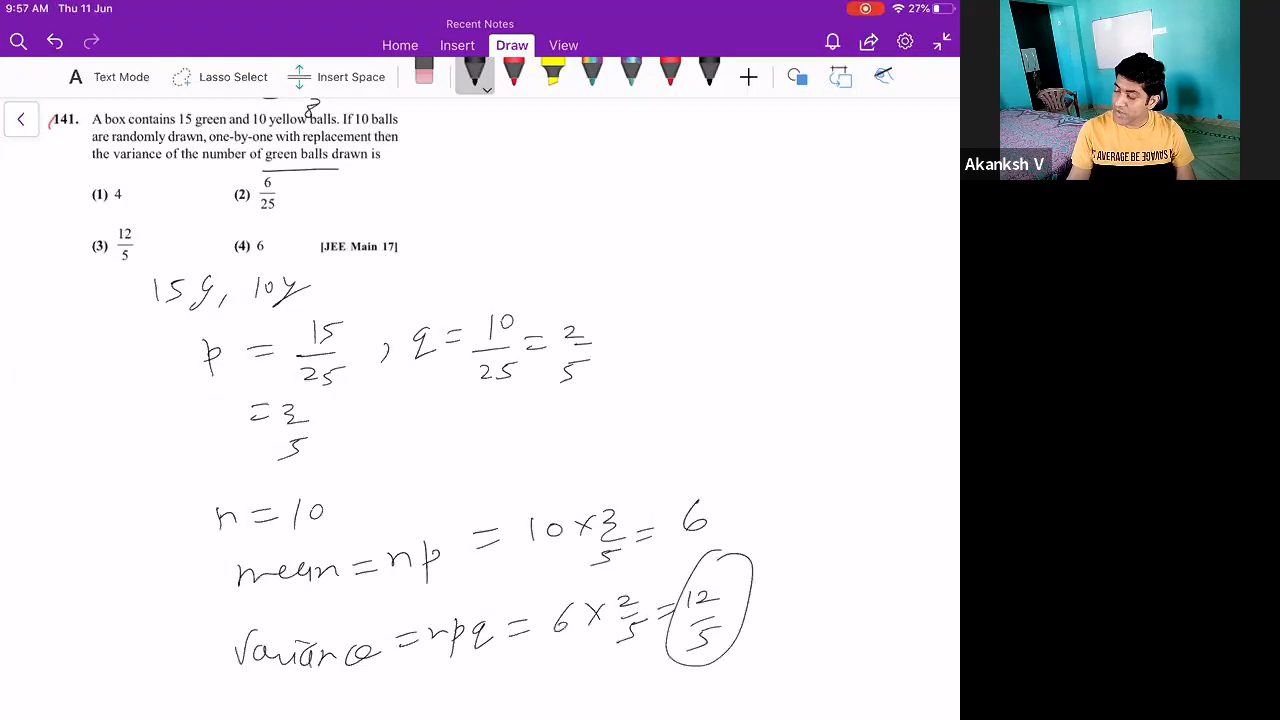 9:57 AM Thu 11 Jun
27%
Recent Notes
Home Insert Draw View
A Text Mode Lasso Select Insert Space
8
141. A box contains 15 green and 10 yellow balls. If 10 balls
are randomly drawn, one-by-one with replacement then
the variance of the number of green balls drawn is
(1) 4 (2) 6/25
(3) 12/5 (4) 6 [JEE Main 17]
15 g, 10y
p = 15/25 , q = 10/25 = 2/5
= 3/5
n = 10
mean = np = 10 × 3/5 = 6
Variance = npq = 6 × 2/5 = 12/5
Akanksh V
AVERAGE BE SAVAGE